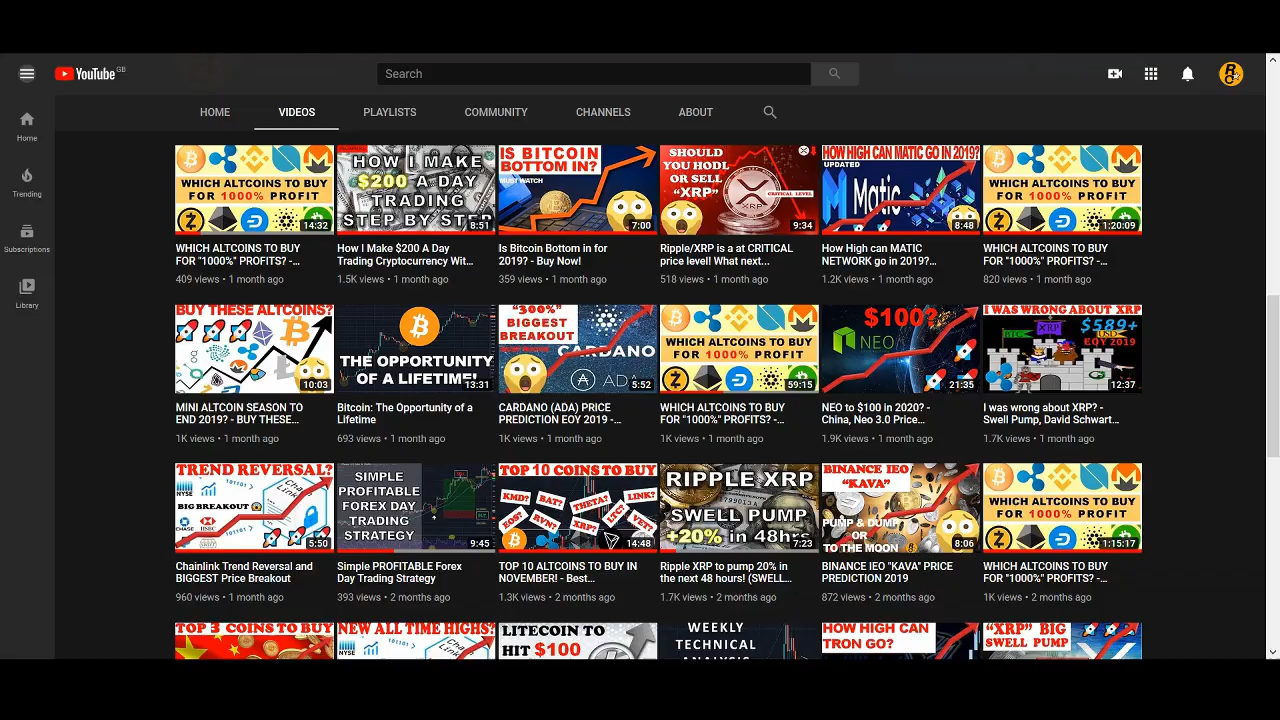 YouTube GB
Search
HOME
VIDEOS
PLAYLISTS
COMMUNITY
CHANNELS
ABOUT
Home
Trending
Subscriptions
Library
WHICH ALTCOINS TO BUY
FOR 1000% PROFIT
14:32
WHICH ALTCOINS TO BUY
FOR "1000%" PROFITS? -...
409 views • 1 month ago
HOW I MAKE
$200 A DAY
TRADING
STEP BY STEP
8:51
How I Make $200 A Day
Trading Cryptocurrency Wit...
1.5K views • 1 month ago
IS BITCOIN
BOTTOM IN?
MUST WATCH
7:00
Is Bitcoin Bottom in for
2019? - Buy Now!
359 views • 1 month ago
SHOULD
YOU HODL
OR SELL
"XRP"
CRITICAL LEVEL
9:34
Ripple/XRP is a at CRITICAL
price level! What next...
518 views • 1 month ago
HOW HIGH CAN MATIC GO IN 2019?
UPDATED
Matic
8:48
How High can MATIC
NETWORK go in 2019?...
1.2K views • 1 month ago
WHICH ALTCOINS TO BUY
FOR 1000% PROFIT
1:20:09
WHICH ALTCOINS TO BUY
FOR "1000%" PROFITS? -...
820 views • 1 month ago
BUY THESE ALTCOINS?
10:03
MINI ALTCOIN SEASON TO
END 2019? - BUY THESE...
1K views • 1 month ago
THE OPPORTUNITY
OF A LIFETIME!
13:31
Bitcoin: The Opportunity of a
Lifetime
693 views • 1 month ago
"300%"
BIGGEST
BREAKOUT
CARDANO
ADA
5:52
CARDANO (ADA) PRICE
PREDICTION EOY 2019 -...
1K views • 1 month ago
WHICH ALTCOINS TO BUY
FOR 1000% PROFIT
59:15
WHICH ALTCOINS TO BUY
FOR "1000%" PROFITS? -...
1K views • 1 month ago
$100?
NEO
21:35
NEO to $100 in 2020? -
China, Neo 3.0 Price...
1.9K views • 1 month ago
I WAS WRONG ABOUT XRP
BTC
XRP
$589+
USD
EOY 2019
12:37
I was wrong about XRP? -
Swell Pump, David Schwart...
1.7K views • 1 month ago
TREND REVERSAL?
NYSE
BIG BREAKOUT
CHASE
HSBC
5:50
Chainlink Trend Reversal and
BIGGEST Price Breakout
960 views • 1 month ago
SIMPLE
PROFITABLE
FOREX DAY
TRADING
STRATEGY
9:45
Simple PROFITABLE Forex
Day Trading Strategy
393 views • 2 months ago
TOP 10 COINS TO BUY
KMD?
BAT?
THETA?
LINK?
EOS?
RVN?
XRP?
LTC?
VET?
14:48
TOP 10 ALTCOINS TO BUY IN
NOVEMBER! - Best...
1.3K views • 2 months ago
RIPPLE XRP
SWELL PUMP
+20% in 48hrs
7:23
Ripple XRP to pump 20% in
the next 48 hours! (SWELL...
1.7K views • 2 months ago
BINANCE IEO
"KAVA"
PUMP & DUMP
OR
TO THE MOON
8:06
BINANCE IEO "KAVA" PRICE
PREDICTION 2019
872 views • 2 months ago
WHICH ALTCOINS TO BUY
FOR 1000% PROFIT
1:15:17
WHICH ALTCOINS TO BUY
FOR "1000%" PROFITS? -...
1K views • 2 months ago
TOP 3 COINS TO BUY
NEW ALL TIME HIGHS?
NYSE
LITECOIN TO
HIT $100
WEEKLY
TECHNICAL
ANALYSIS
HOW HIGH CAN
TRON GO?
"XRP" BIG
SWELL PUMP